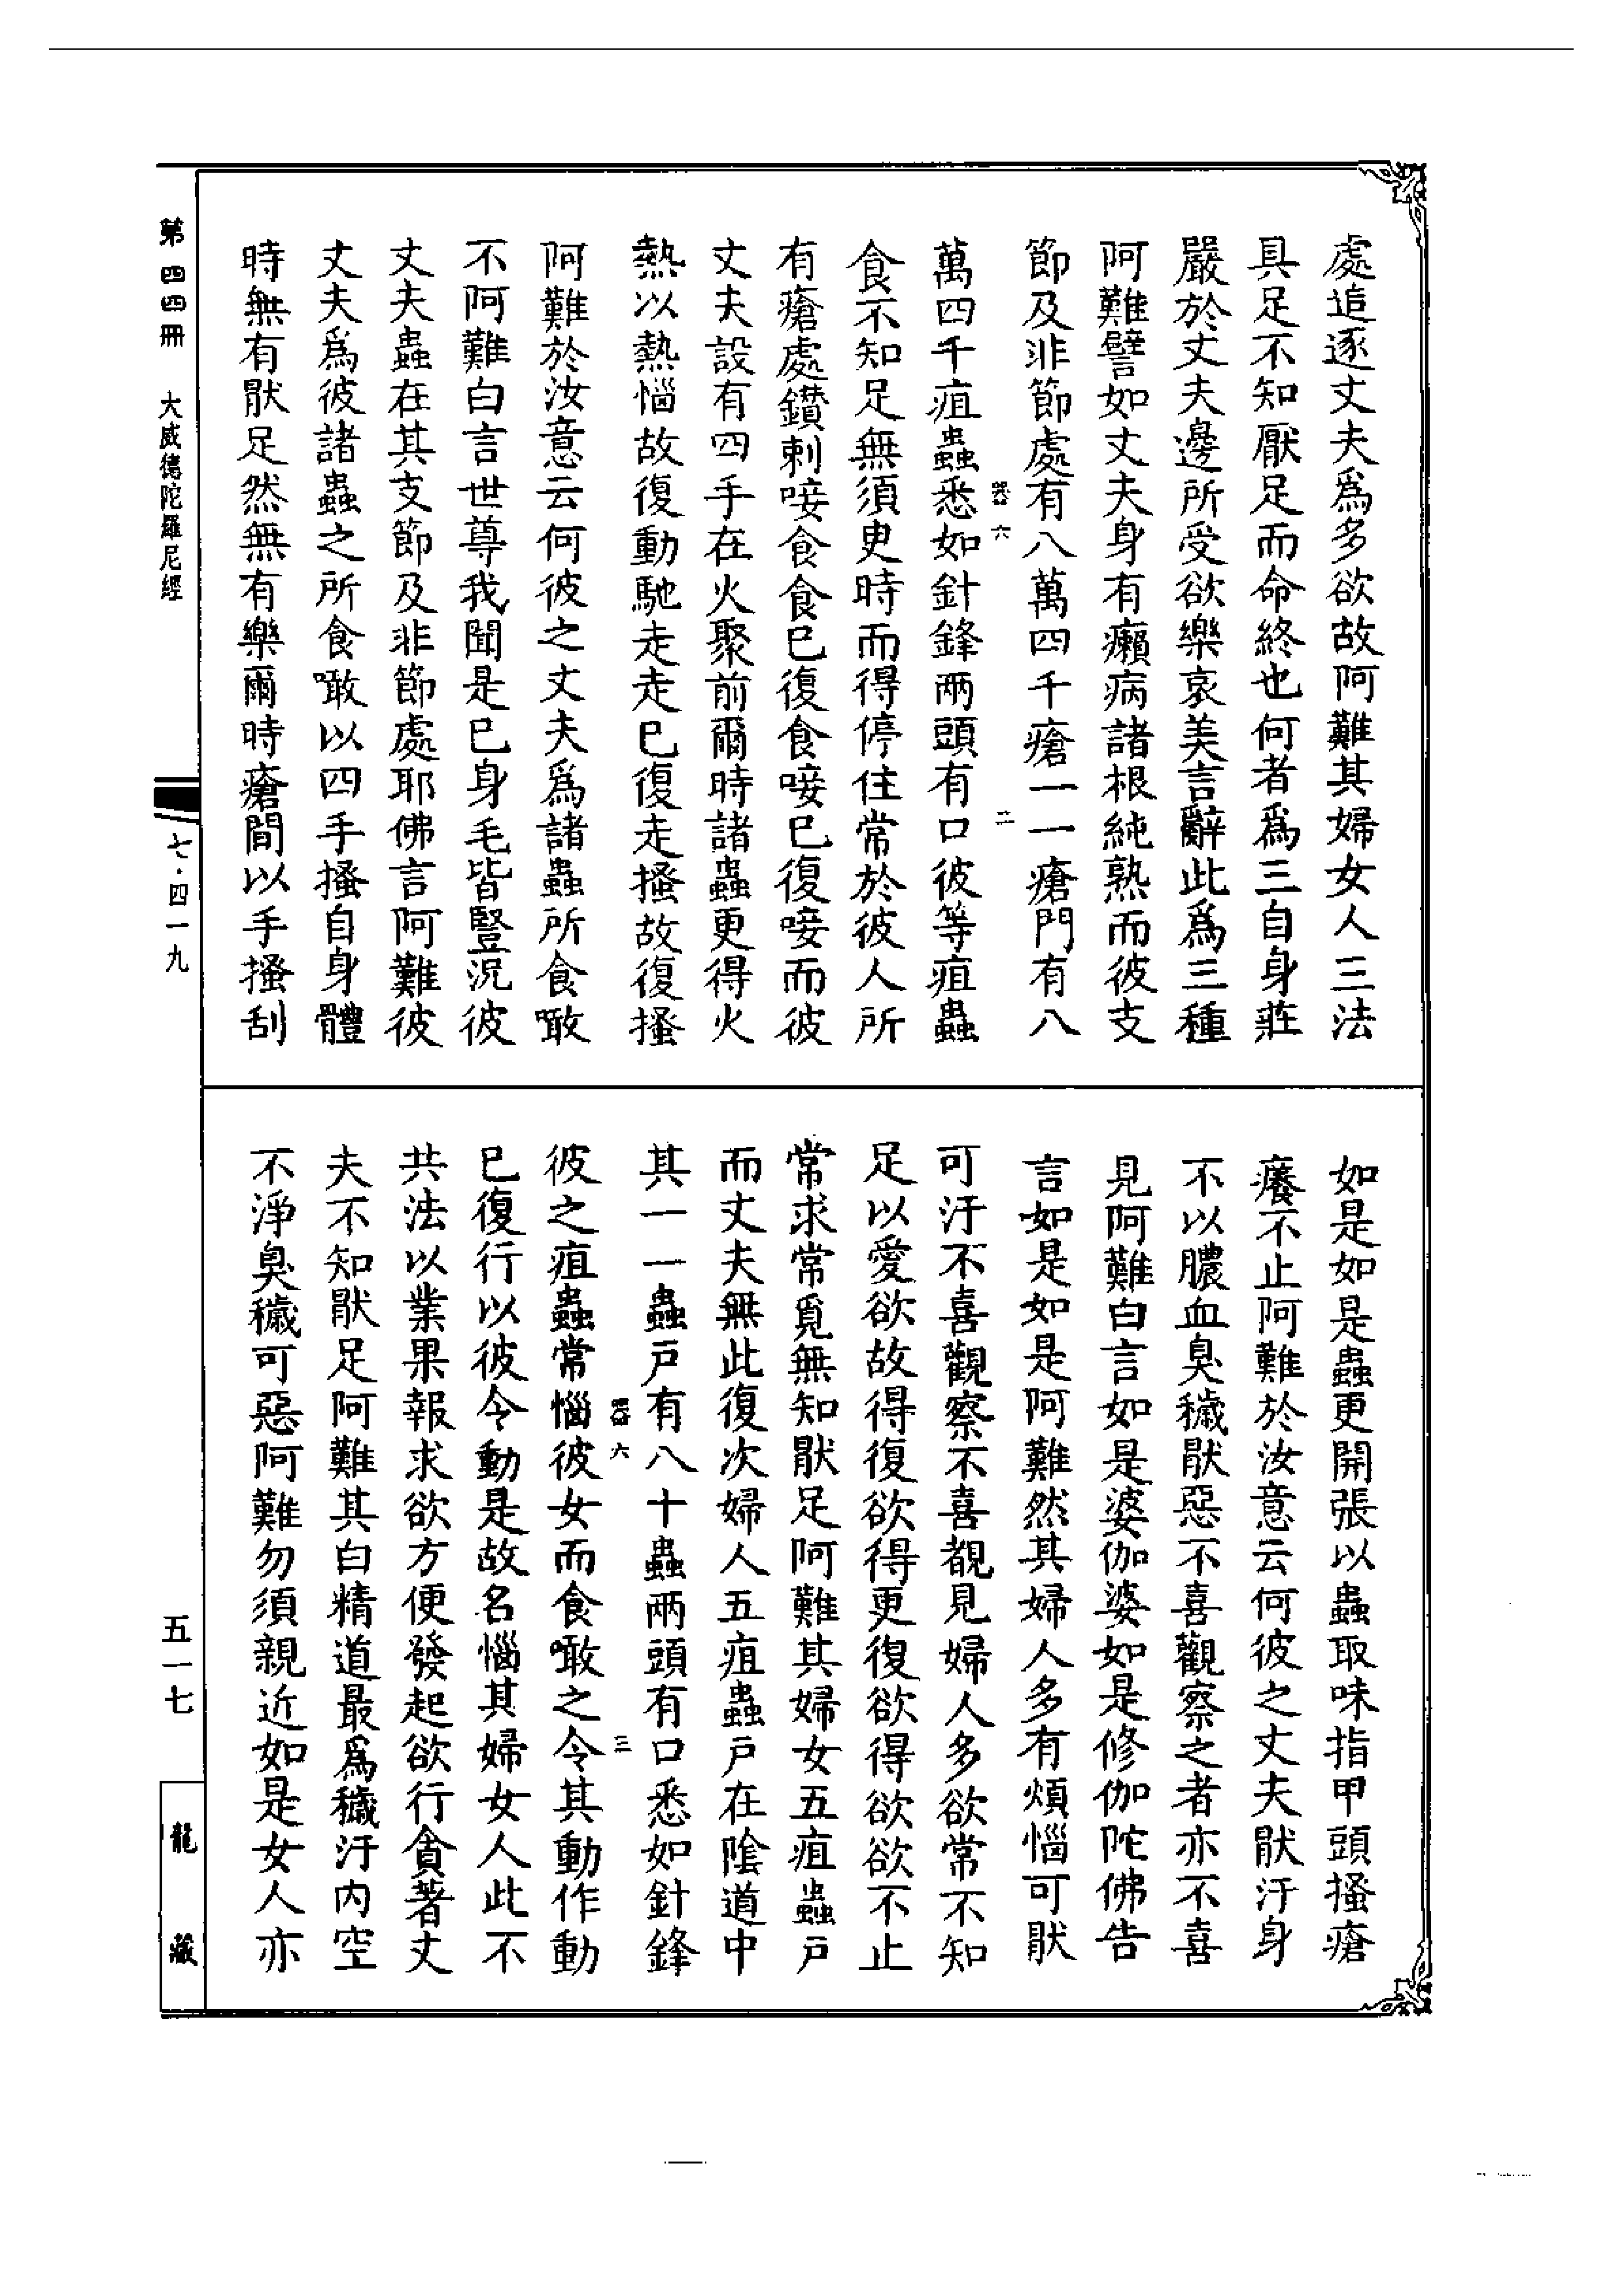 處追逐丈夫爲多欲故阿難其婦女人三法
具足不知厭足而命終也何者爲三自身莊
嚴於丈夫邊所受欲樂哀美言辭此爲三種
阿難譬如丈夫身有癩病諸根純熟而彼支
節及非節處有八萬四千瘡一一瘡門有八
器六 二
萬四千疽蟲悉如針鋒兩頭有口彼等疽蟲
食不知足無須臾時而得停住常於彼人所
有瘡處鑽刺唼食食已復食唼已復唼而彼
丈夫設有四手在火聚前爾時諸蟲更得火
熱以熱惱故復動馳走走已復走搔故復搔
阿難於汝意云何彼之丈夫爲諸蟲所食噉
不阿難白言世尊我聞是已身毛皆豎況彼
丈夫蟲在其支節及非節處耶佛言阿難彼
丈夫爲彼諸蟲之所食噉以四手搔自身體
時無有猒足然無有樂爾時瘡間以手搔刮
如是如是蟲更開張以蟲取味指甲頭搔瘡
癢不止阿難於汝意云何彼之丈夫猒汙身
不以膿血臭穢猒惡不喜觀察之者亦不喜
見阿難白言如是婆伽婆如是修伽陀佛告
言如是如是阿難然其婦人多有煩惱可猒
可汙不喜觀察不喜覩見婦人多欲常不知
足以愛欲故得復欲得更復欲得欲欲不止
常求常覓無知猒足阿難其婦女五疽蟲戶
而丈夫無此復次婦人五疽蟲戶在陰道中
其一一蟲戶有八十蟲兩頭有口悉如針鋒
器六 三
彼之疽蟲常惱彼女而食噉之令其動作動
已復行以彼令動是故名惱其婦女人此不
共法以業果報求欲方便發起欲行貪著丈
夫不知猒足阿難其白精道最爲穢汙內空
不淨臭穢可惡阿難勿須親近如是女人亦
第四四冊 大威德陀羅尼經
七·四一九
五一七
龍藏